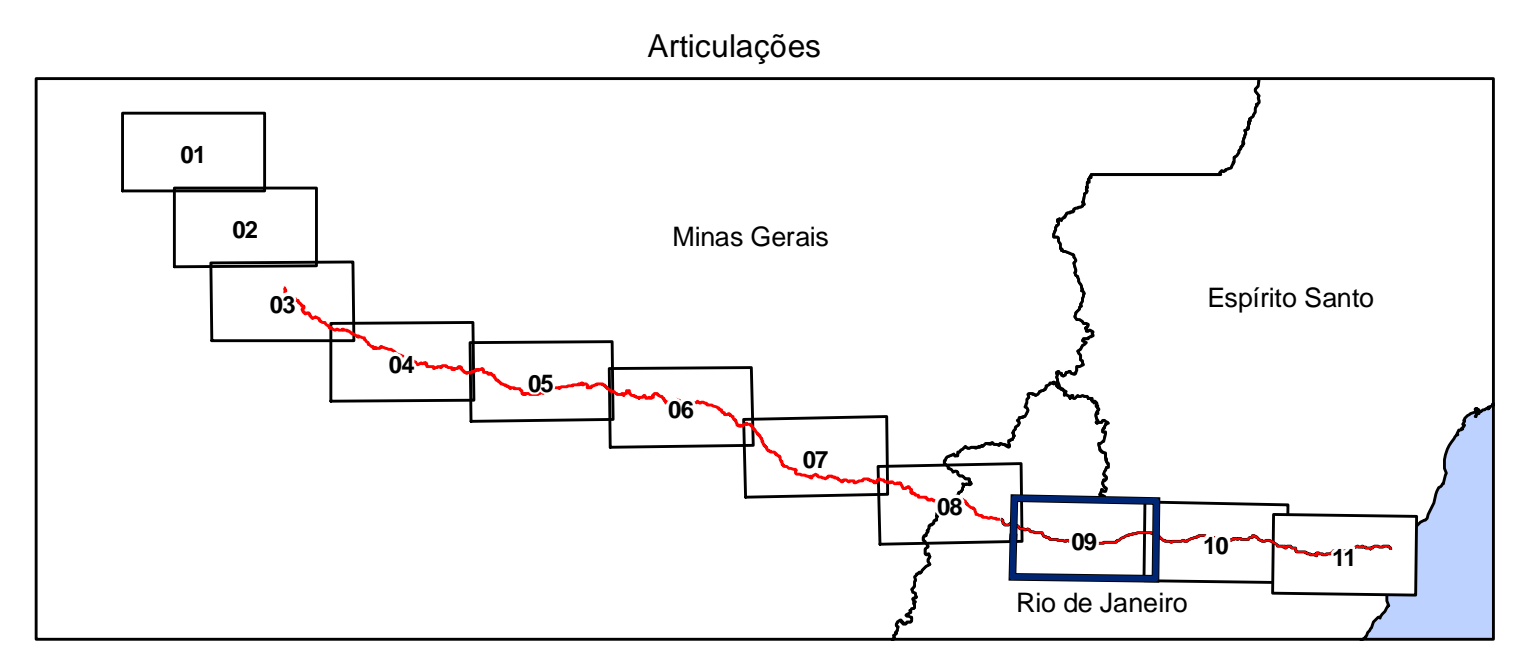 Articulações
01
02
Minas Gerais
Espírito Santo
03
04
05
06
07
08
09
10
11
Rio de Janeiro